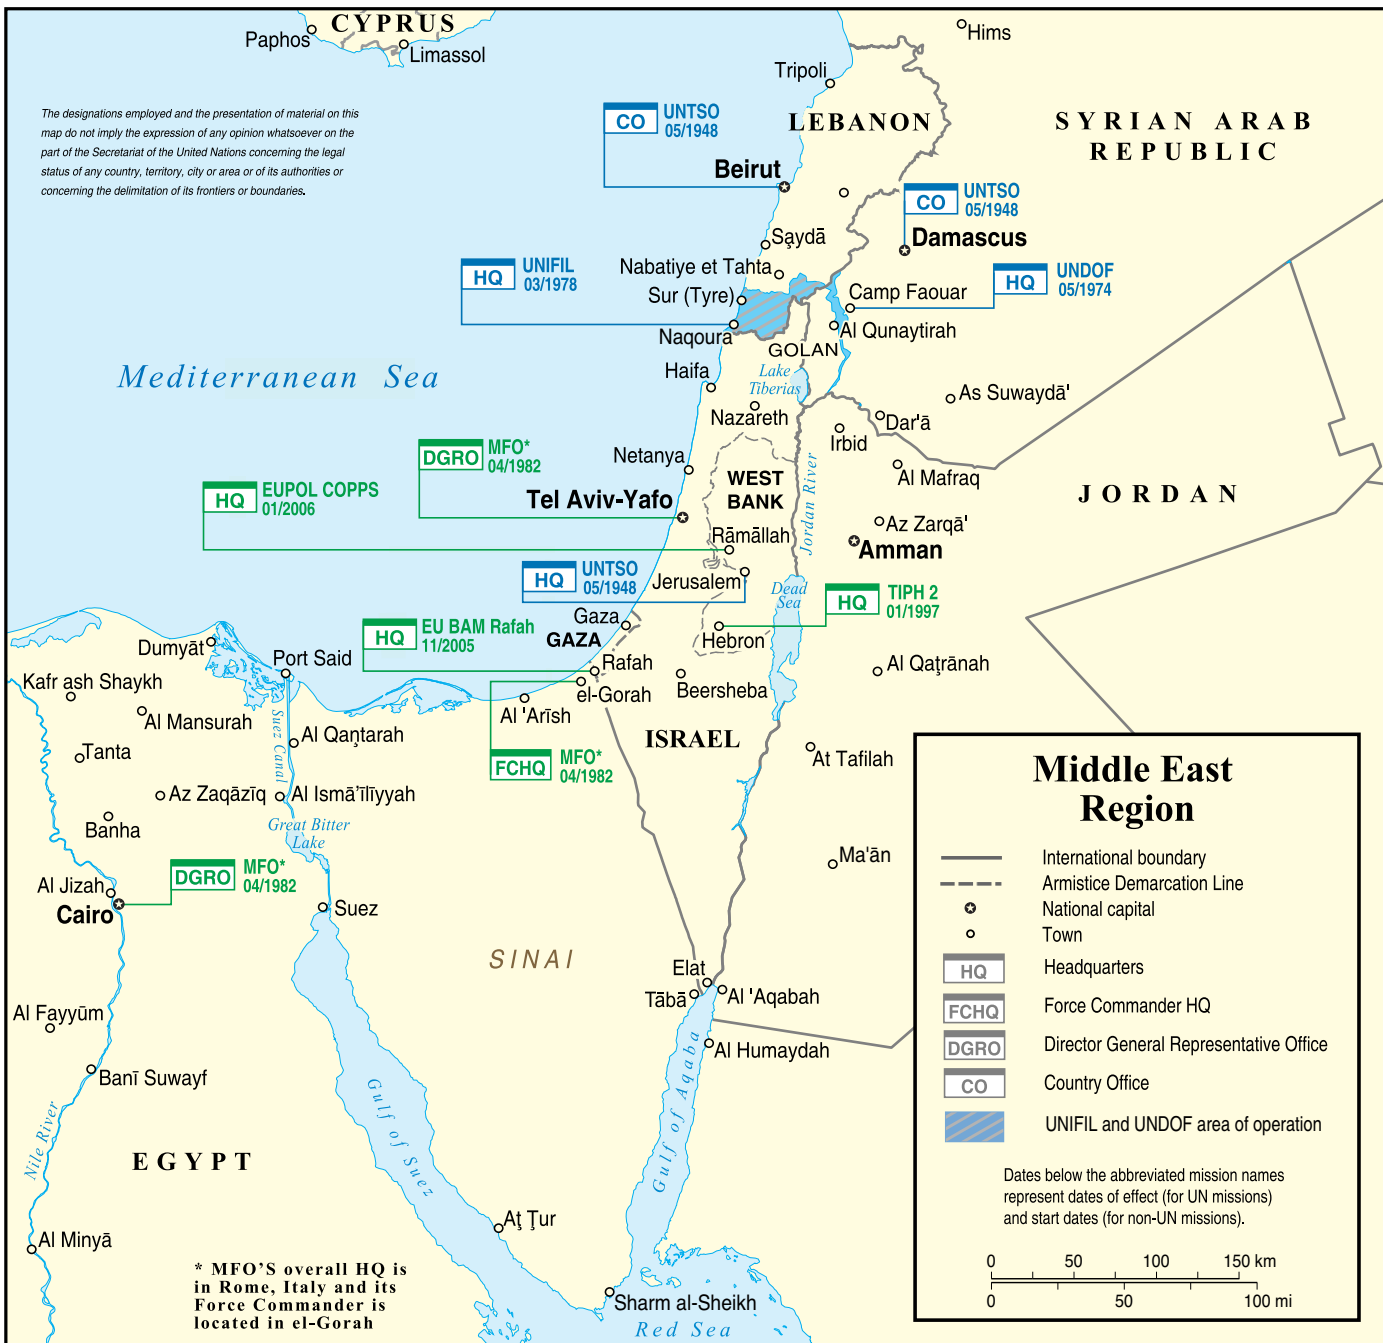 CYPRUS
Paphos
Limassol
Hims
Tripoli
The designations employed and the presentation of material on this
map do not imply the expression of any opinion whatsoever on the
part of the Secretariat of the United Nations concerning the legal
status of any country, territory, city or area or of its authorities or
concerning the delimitation of its frontiers or boundaries.
CO
UNTSO
05/1948
LEBANON
SYRIAN ARAB
REPUBLIC
Beirut
CO
UNTSO
05/1948
Damascus
Şaydā
HQ
UNIFIL
03/1978
Nabatiye et Tahta
HQ
UNDOF
05/1974
Sur (Tyre)
Camp Faouar
Naqoura
Al Qunaytirah
GOLAN
Mediterranean Sea
Haifa
Lake
Tiberias
As Suwaydā'
Nazareth
Dar'ā
Irbid
DGRO
MFO*
04/1982
Netanya
WEST
BANK
Jordan River
Al Mafraq
HQ
EUPOL COPPS
01/2006
Tel Aviv-Yafo
JORDAN
Az Zarqā'
Rāmāllah
Amman
HQ
UNTSO
05/1948
Jerusalem
Dead
Sea
HQ
TIPH 2
01/1997
HQ
EU BAM Rafah
11/2005
Gaza
GAZA
Hebron
Dumyāt
Port Said
Rafah
Al Qaţrānah
Kafr ash Shaykh
el-Gorah
Beersheba
Al Mansurah
Suez Canal
Al 'Arīsh
Al Qanţarah
ISRAEL
Tanta
FCHQ
MFO*
04/1982
At Tafilah
Az Zaqāzīq
Al Ismā'īlīyyah
Banha
Great Bitter
Lake
Ma'ān
DGRO
MFO*
04/1982
Al Jizah
Cairo
Suez
SINAI
Elat
Tābā
Al 'Aqabah
Al Fayyūm
Al Humaydah
Banī Suwayf
Gulf of Suez
Gulf of Aqaba
Nile River
EGYPT
Aţ Ţur
Al Minyā
* MFO'S overall HQ is
in Rome, Italy and its
Force Commander is
located in el-Gorah
Sharm al-Sheikh
Red Sea
Middle East
Region
International boundary
Armistice Demarcation Line
National capital
Town
HQ Headquarters
FCHQ Force Commander HQ
DGRO Director General Representative Office
CO Country Office
UNIFIL and UNDOF area of operation
Dates below the abbreviated mission names
represent dates of effect (for UN missions)
and start dates (for non-UN missions).
0 50 100 150 km
0 50 100 mi